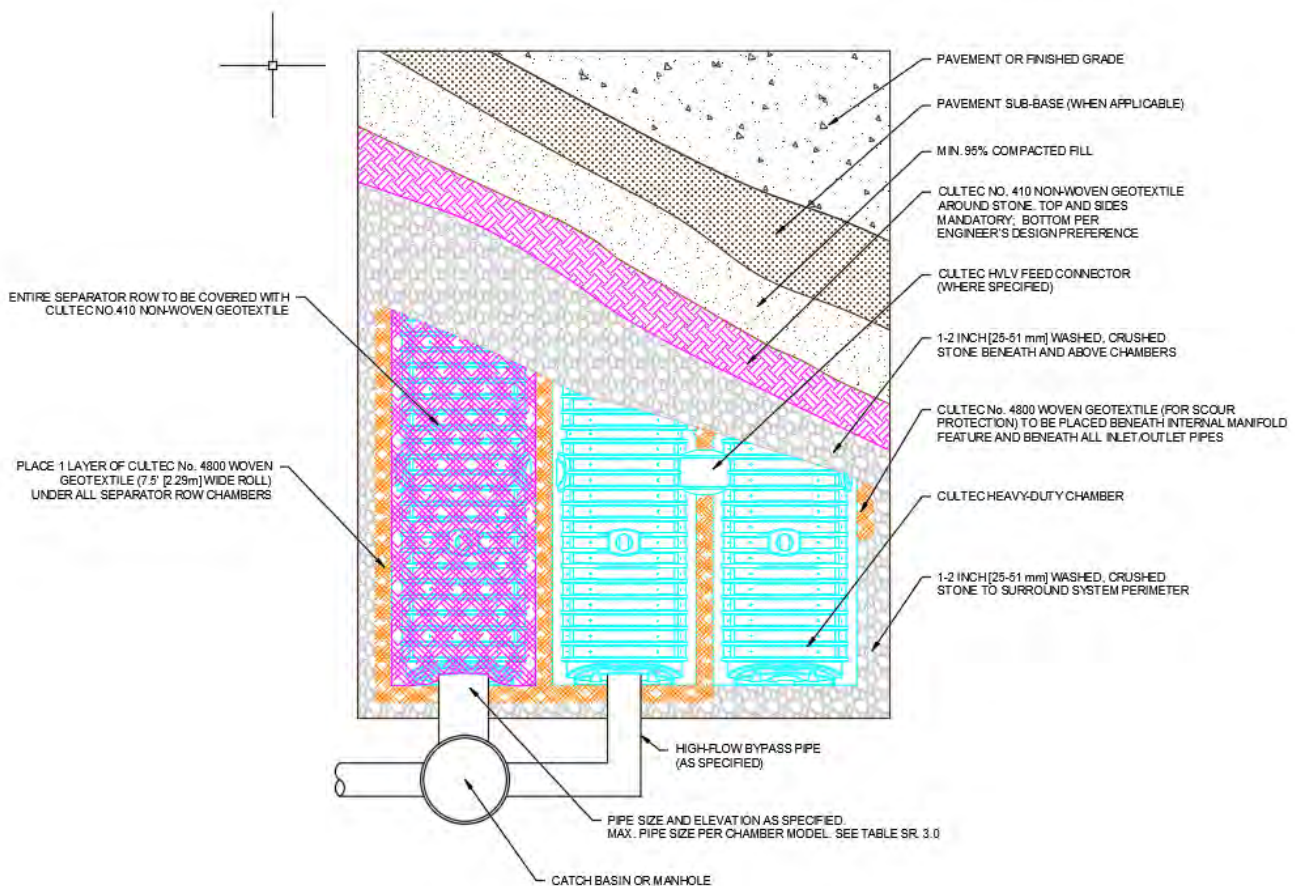 PAVEMENT OR FINISHED GRADE
PAVEMENT SUB-BASE (WHEN APPLICABLE)
MIN. 95% COMPACTED FILL
CULTEC NO. 410 NON-WOVEN GEOTEXTILE
AROUND STONE. TOP AND SIDES
MANDATORY; BOTTOM PER
ENGINEER'S DESIGN PREFERENCE
CULTEC HVLV FEED CONNECTOR
(WHERE SPECIFIED)
ENTIRE SEPARATOR ROW TO BE COVERED WITH
CULTEC NO.410 NON-WOVEN GEOTEXTILE
1-2 INCH [25-51 mm] WASHED, CRUSHED
STONE BENEATH AND ABOVE CHAMBERS
CULTEC No. 4800 WOVEN GEOTEXTILE (FOR SCOUR
PROTECTION) TO BE PLACED BENEATH INTERNAL MANIFOLD
FEATURE AND BENEATH ALL INLET/OUTLET PIPES
PLACE 1 LAYER OF CULTEC No. 4800 WOVEN
GEOTEXTILE (7.5' [2.29m] WIDE ROLL)
UNDER ALL SEPARATOR ROW CHAMBERS
CULTEC HEAVY-DUTY CHAMBER
1-2 INCH [25-51 mm] WASHED, CRUSHED
STONE TO SURROUND SYSTEM PERIMETER
HIGH-FLOW BYPASS PIPE
(AS SPECIFIED)
PIPE SIZE AND ELEVATION AS SPECIFIED.
MAX. PIPE SIZE PER CHAMBER MODEL. SEE TABLE SR. 3.0
CATCH BASIN OR MANHOLE